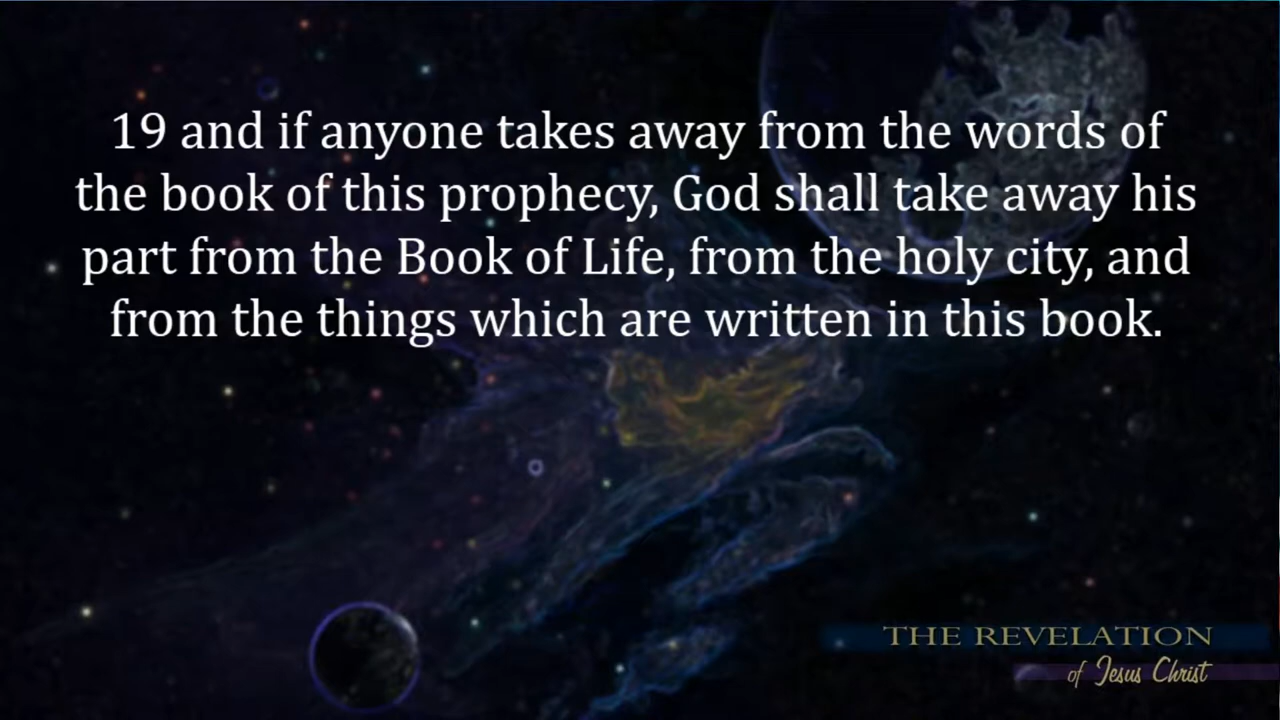 19 and if anyone takes away from the words of
the book of this prophecy, God shall take away his
part from the Book of Life, from the holy city, and
from the things which are written in this book.
THE REVELATION
of Jesus Christ